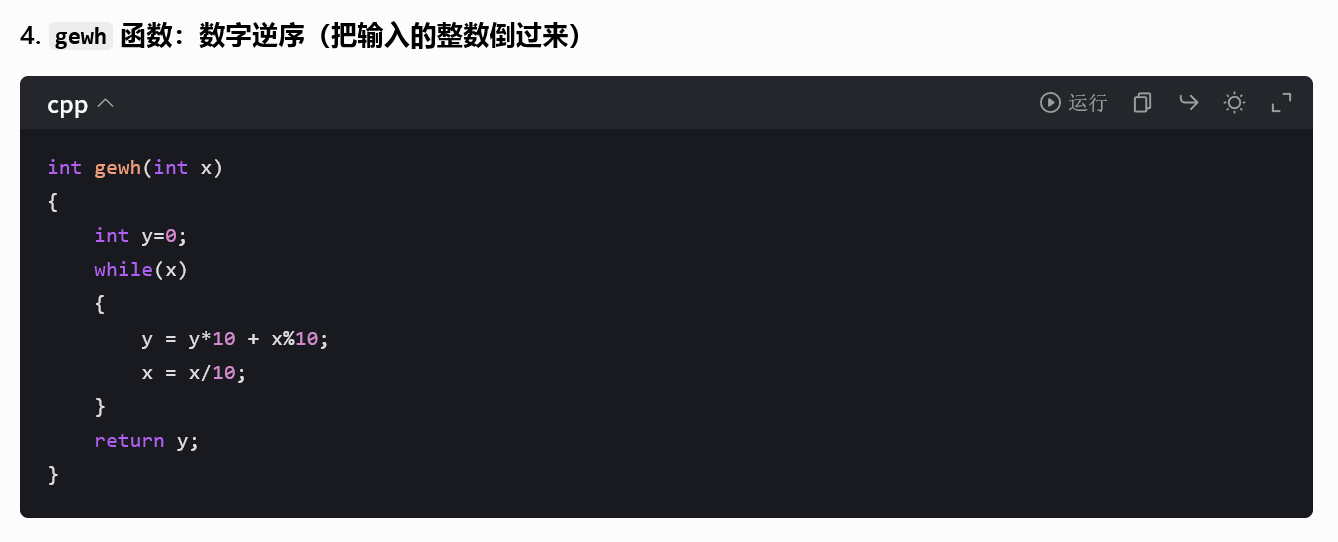 4. gewh 函数：数字逆序（把输入的整数倒过来）
cpp
运行
int gewh(int x)
{
    int y=0;
    while(x)
    {
        y = y*10 + x%10;
        x = x/10;
    }
    return y;
}